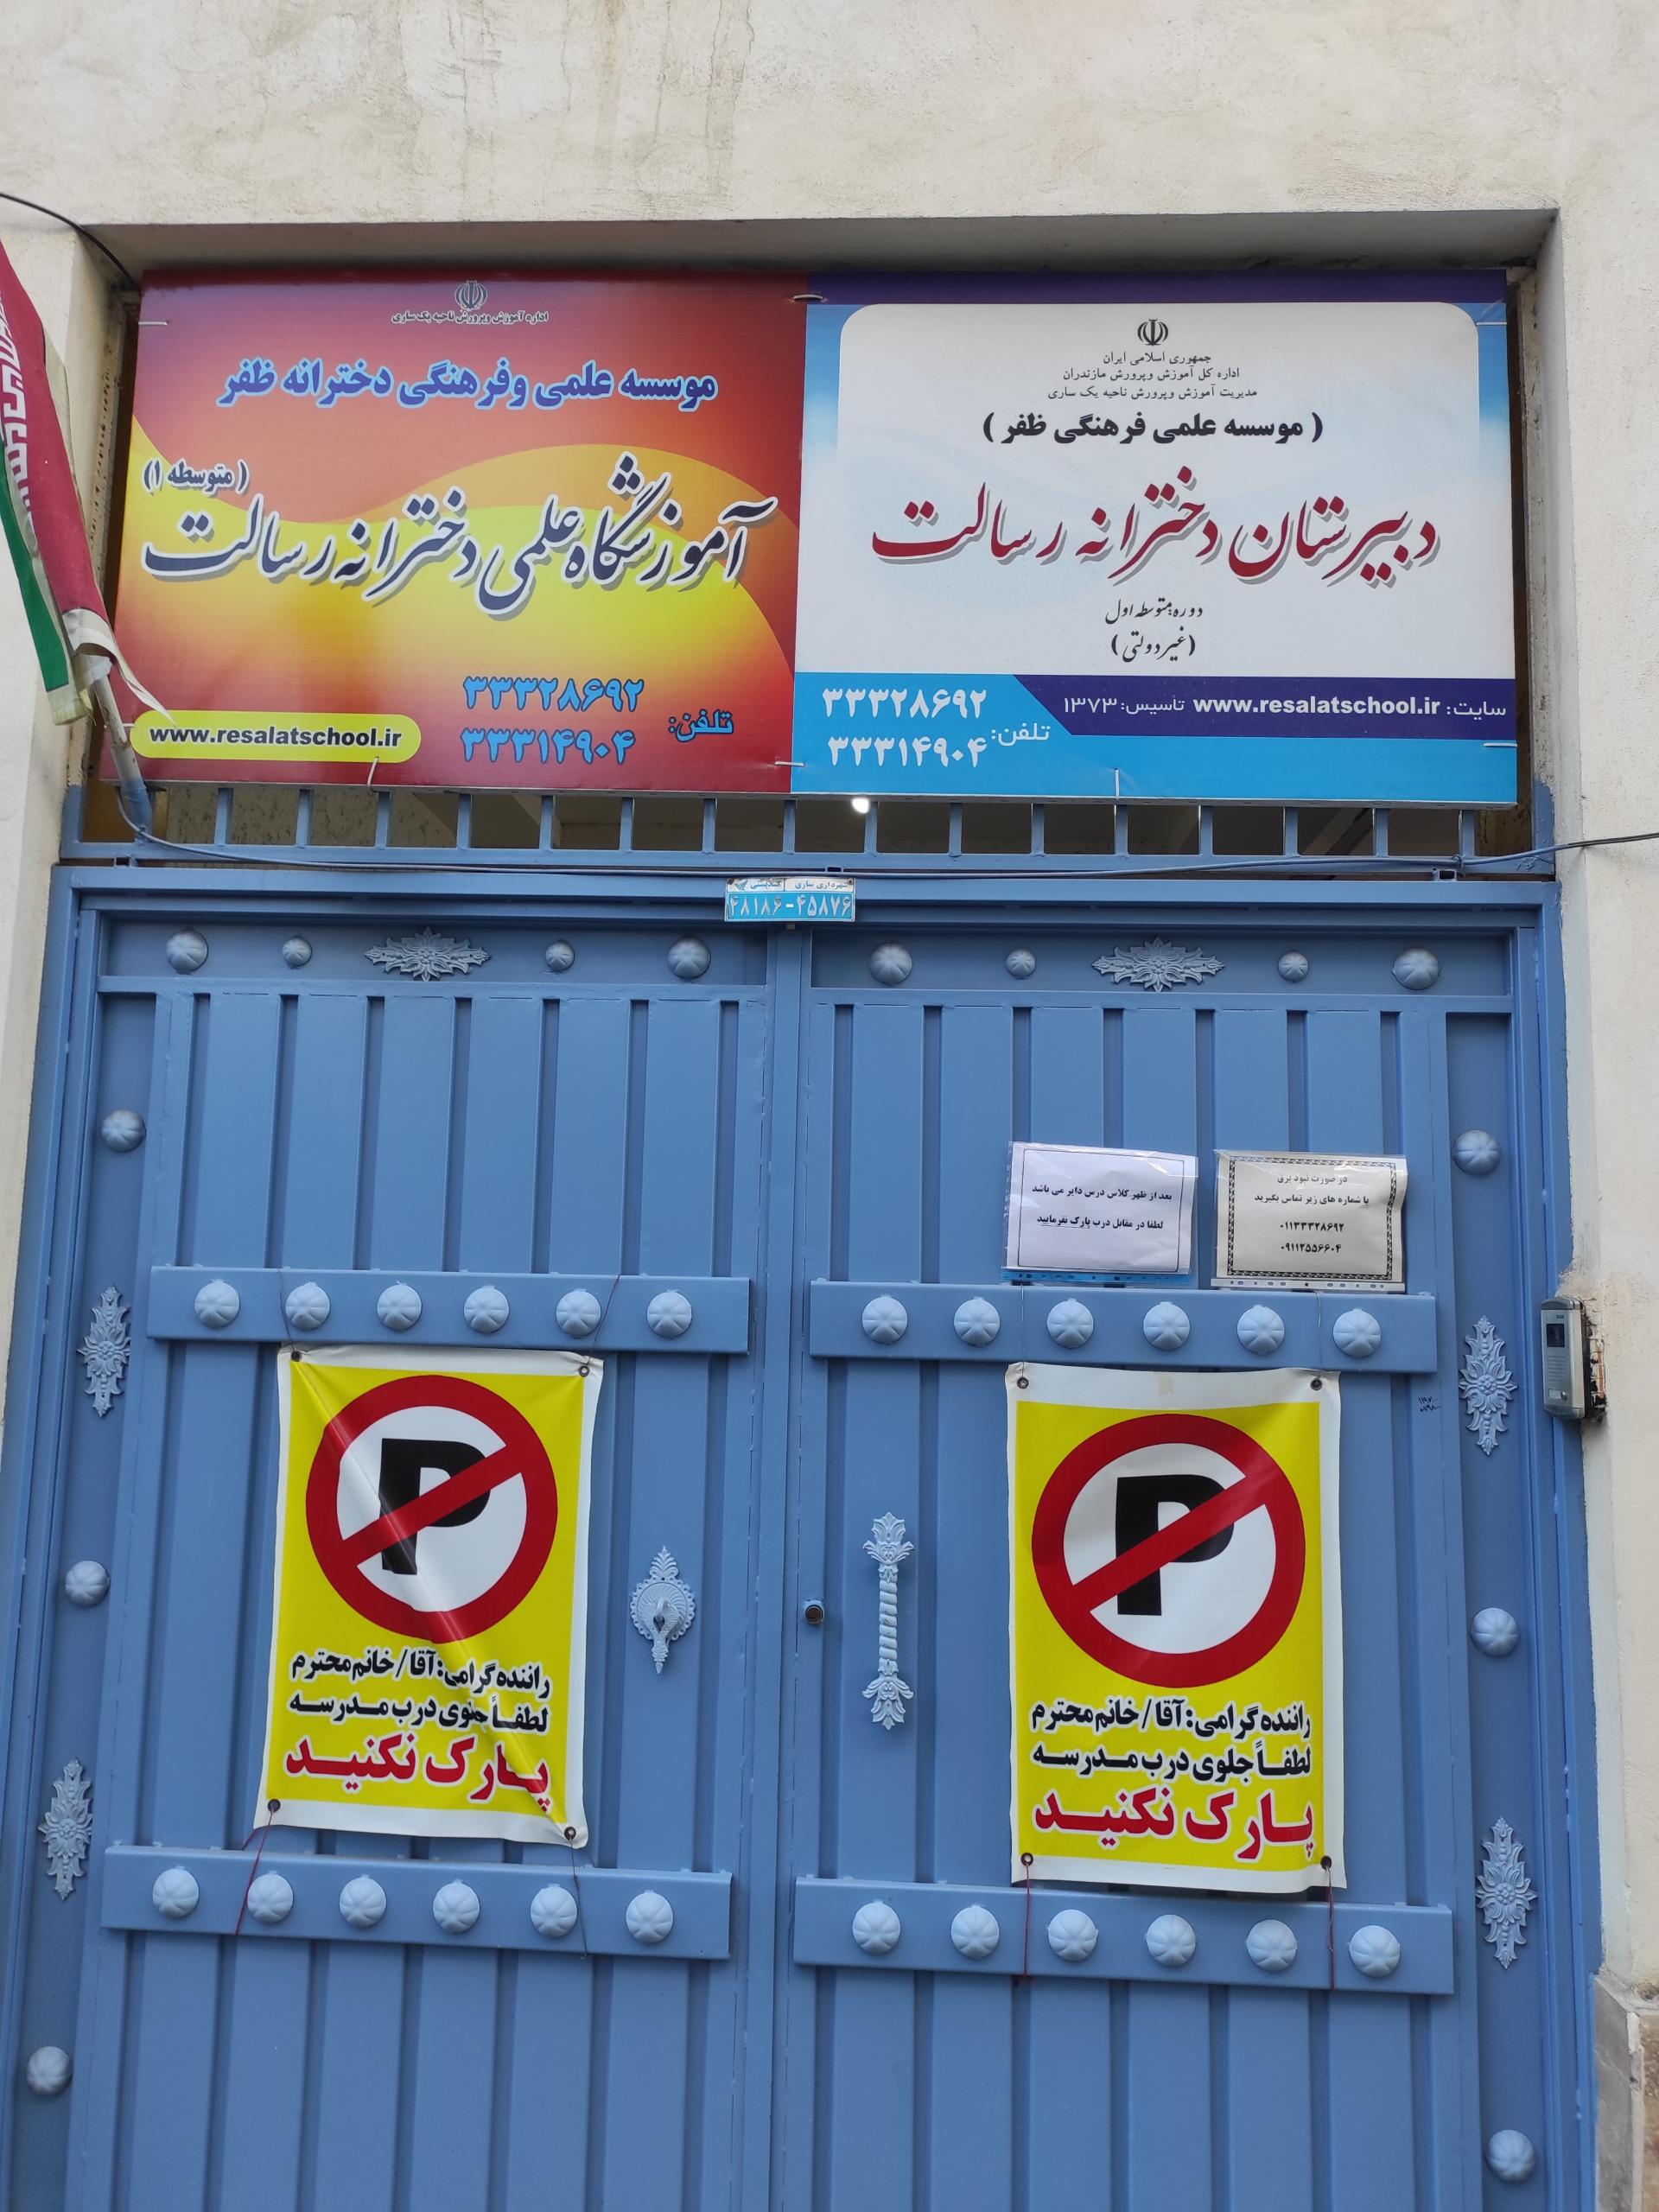 اداره آموزش وپرورش ناحیه یک ساری
موسسه علمی وفرهنگی دخترانه ظفر
(متوسطه ۱)
آموزشگاه علمی دخترانه رسالت
تلفن:
۳۳۳۲۸۶۹۲
۳۳۳۱۴۹۰۴
www.resalatschool.ir
جمهوری اسلامی ایران
اداره کل آموزش وپرورش مازندران
مدیریت آموزش وپرورش ناحیه یک ساری
( موسسه علمی فرهنگی ظفر )
دبیرستان دخترانه رسالت
دوره متوسطه اول
(غیردولتی)
سایت: www.resalatschool.ir تأسیس: ۱۳۷۳
تلفن:
۳۳۳۲۸۶۹۲
۳۳۳۱۴۹۰۴
شهرداری ساری کدپستی
۴۸۱۸۶-۴۵۸۷۶
در صورت نبود برق
با شماره های زیر تماس بگیرید
۰۱۱۳۳۳۲۸۶۹۲
۰۹۱۱۲۵۵۶۶۰۴
بعد از ظهر کلاس درس دایر می باشد
لطفا در مقابل درب پارک نفرمایید
P
راننده گرامی: آقا/خانم محترم
لطفاً جلوی درب مدرسه
پارک نکنید
P
راننده گرامی: آقا/خانم محترم
لطفاً جلوی درب مدرسه
پارک نکنید